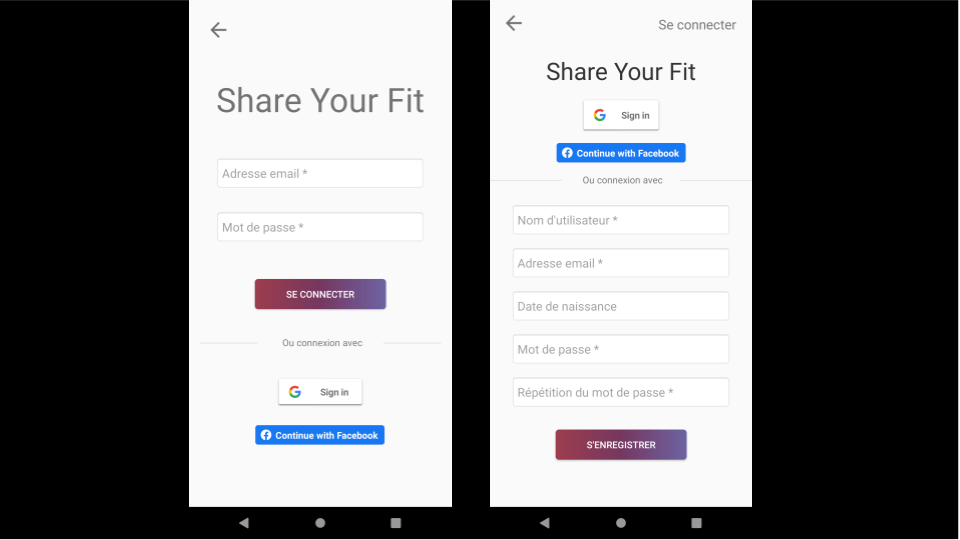 Share Your Fit
Adresse email *
Mot de passe *
SE CONNECTER
Ou connexion avec
Sign in
Continue with Facebook
Se connecter
Share Your Fit
Sign in
Continue with Facebook
Ou connexion avec
Nom d'utilisateur *
Adresse email *
Date de naissance
Mot de passe *
Répétition du mot de passe *
S'ENREGISTRER